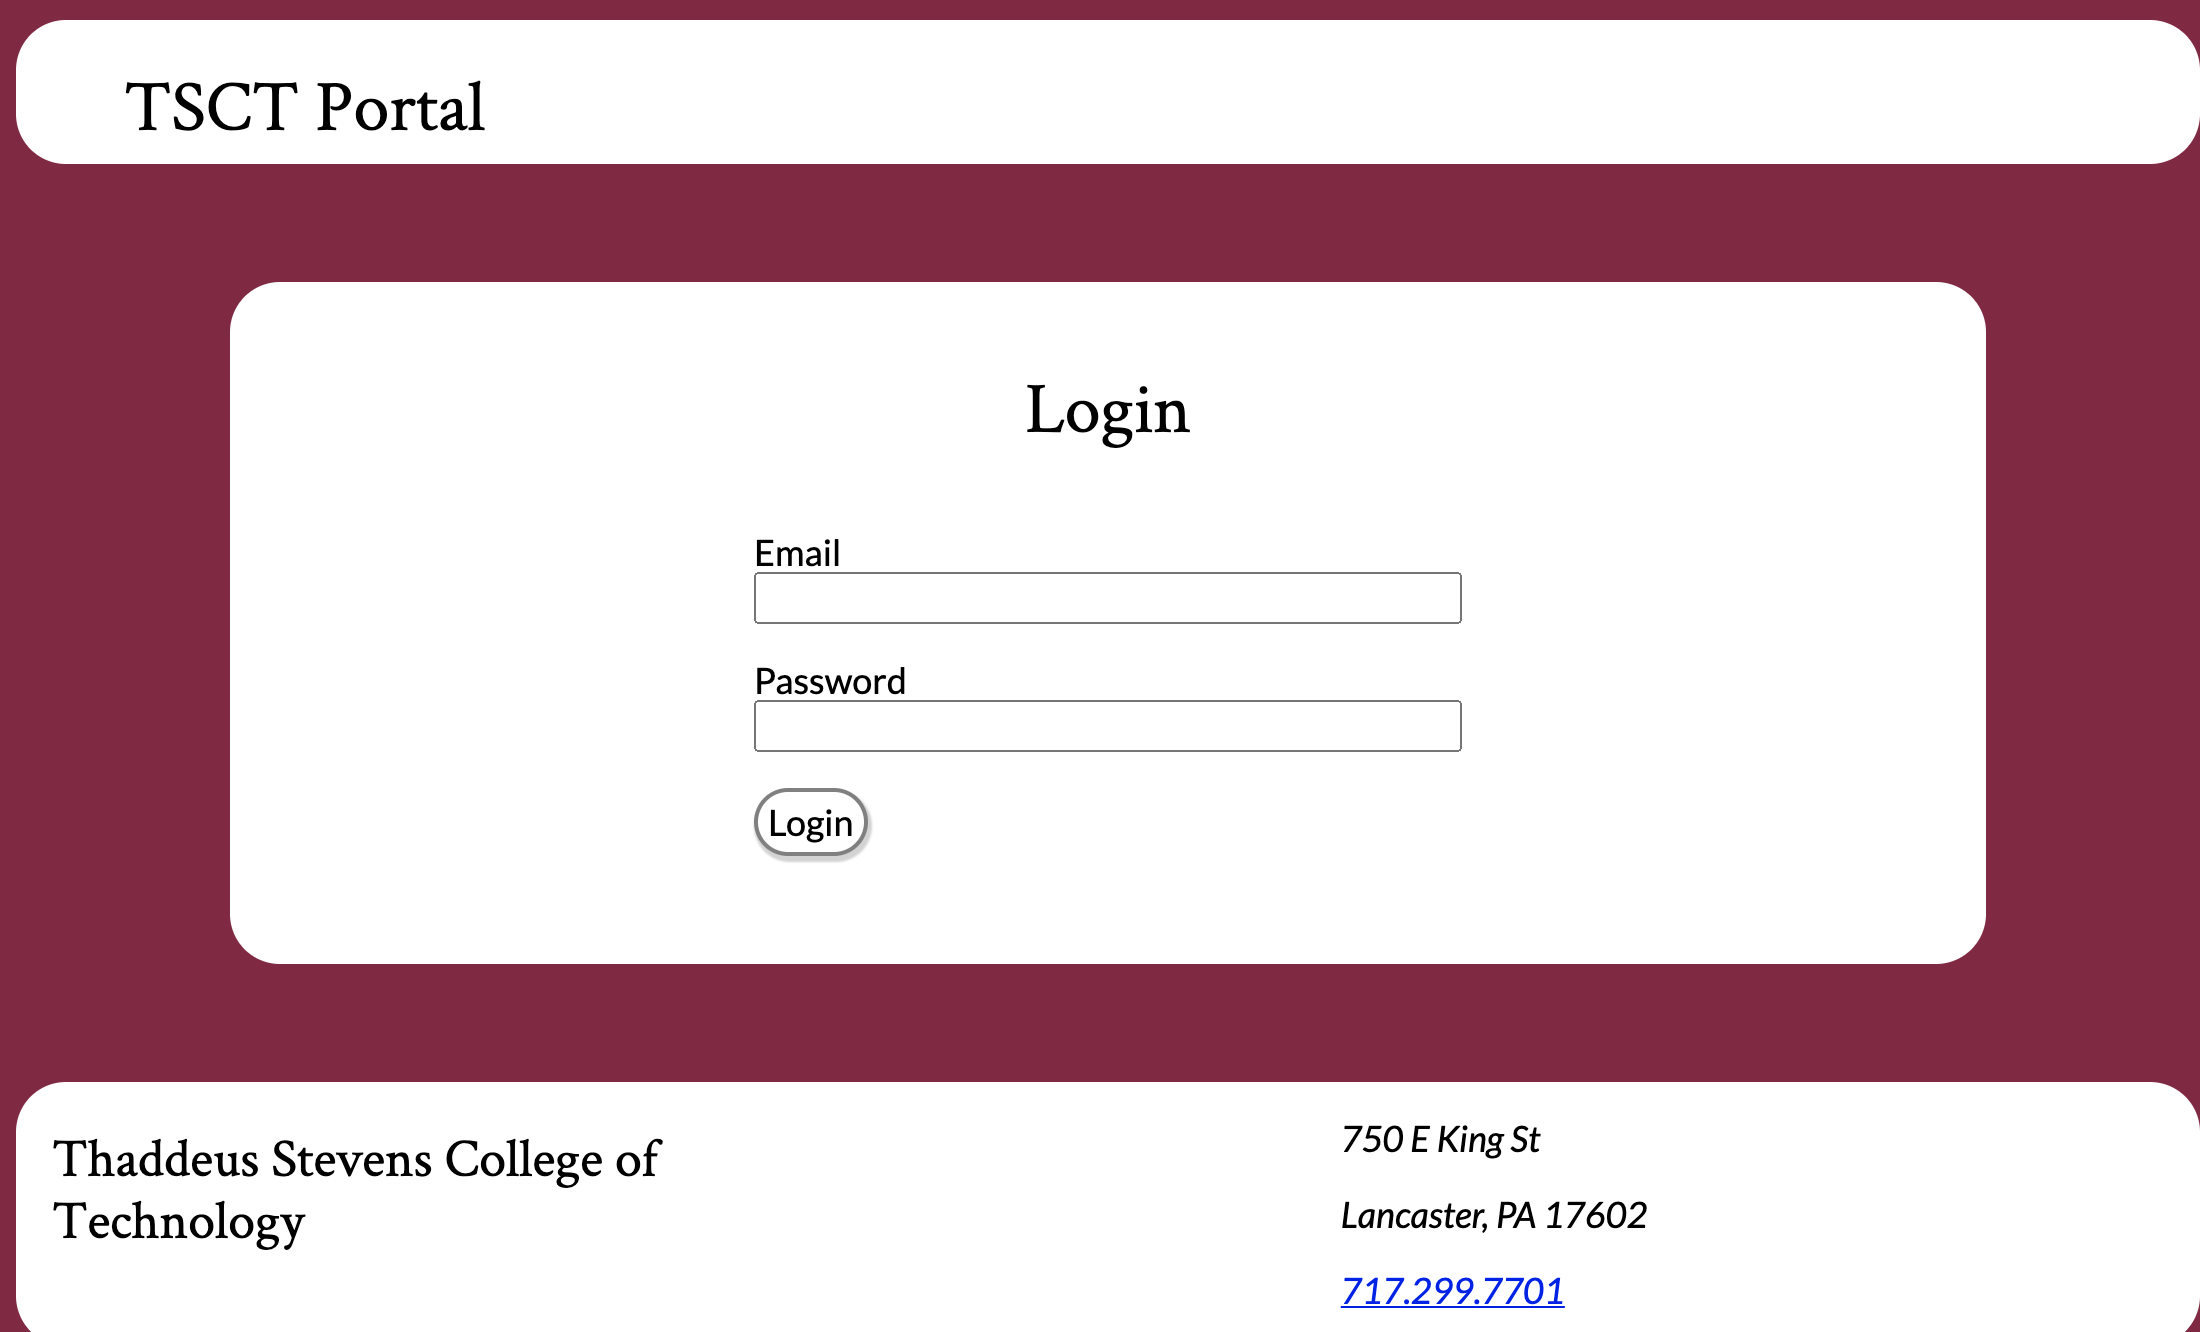 TSCT Portal
Login
Email
Password
Login
Thaddeus Stevens College of
Technology
750 E King St
Lancaster, PA 17602
717.299.7701